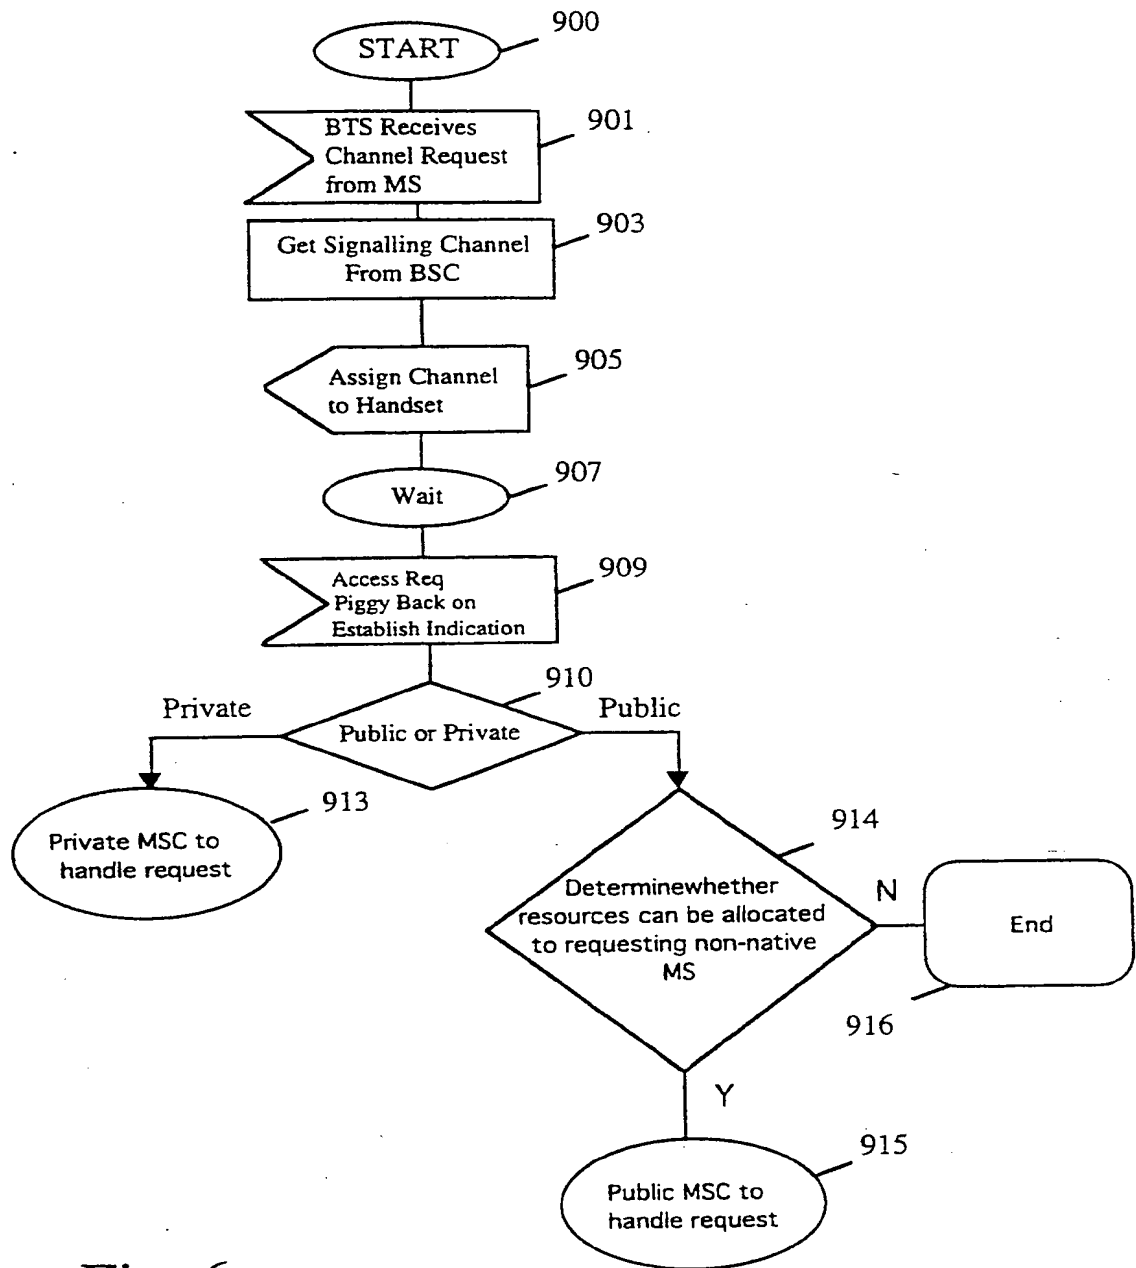 START
900
BTS Receives
Channel Request
from MS
901
Get Signalling Channel
From BSC
903
Assign Channel
to Handset
905
Wait
907
Access Req
Piggy Back on
Establish Indication
909
910
Private
Public or Private
Public
913
Private MSC to
handle request
914
Determinewhether
resources can be allocated
to requesting non-native
MS
N
End
916
Y
915
Public MSC to
handle request